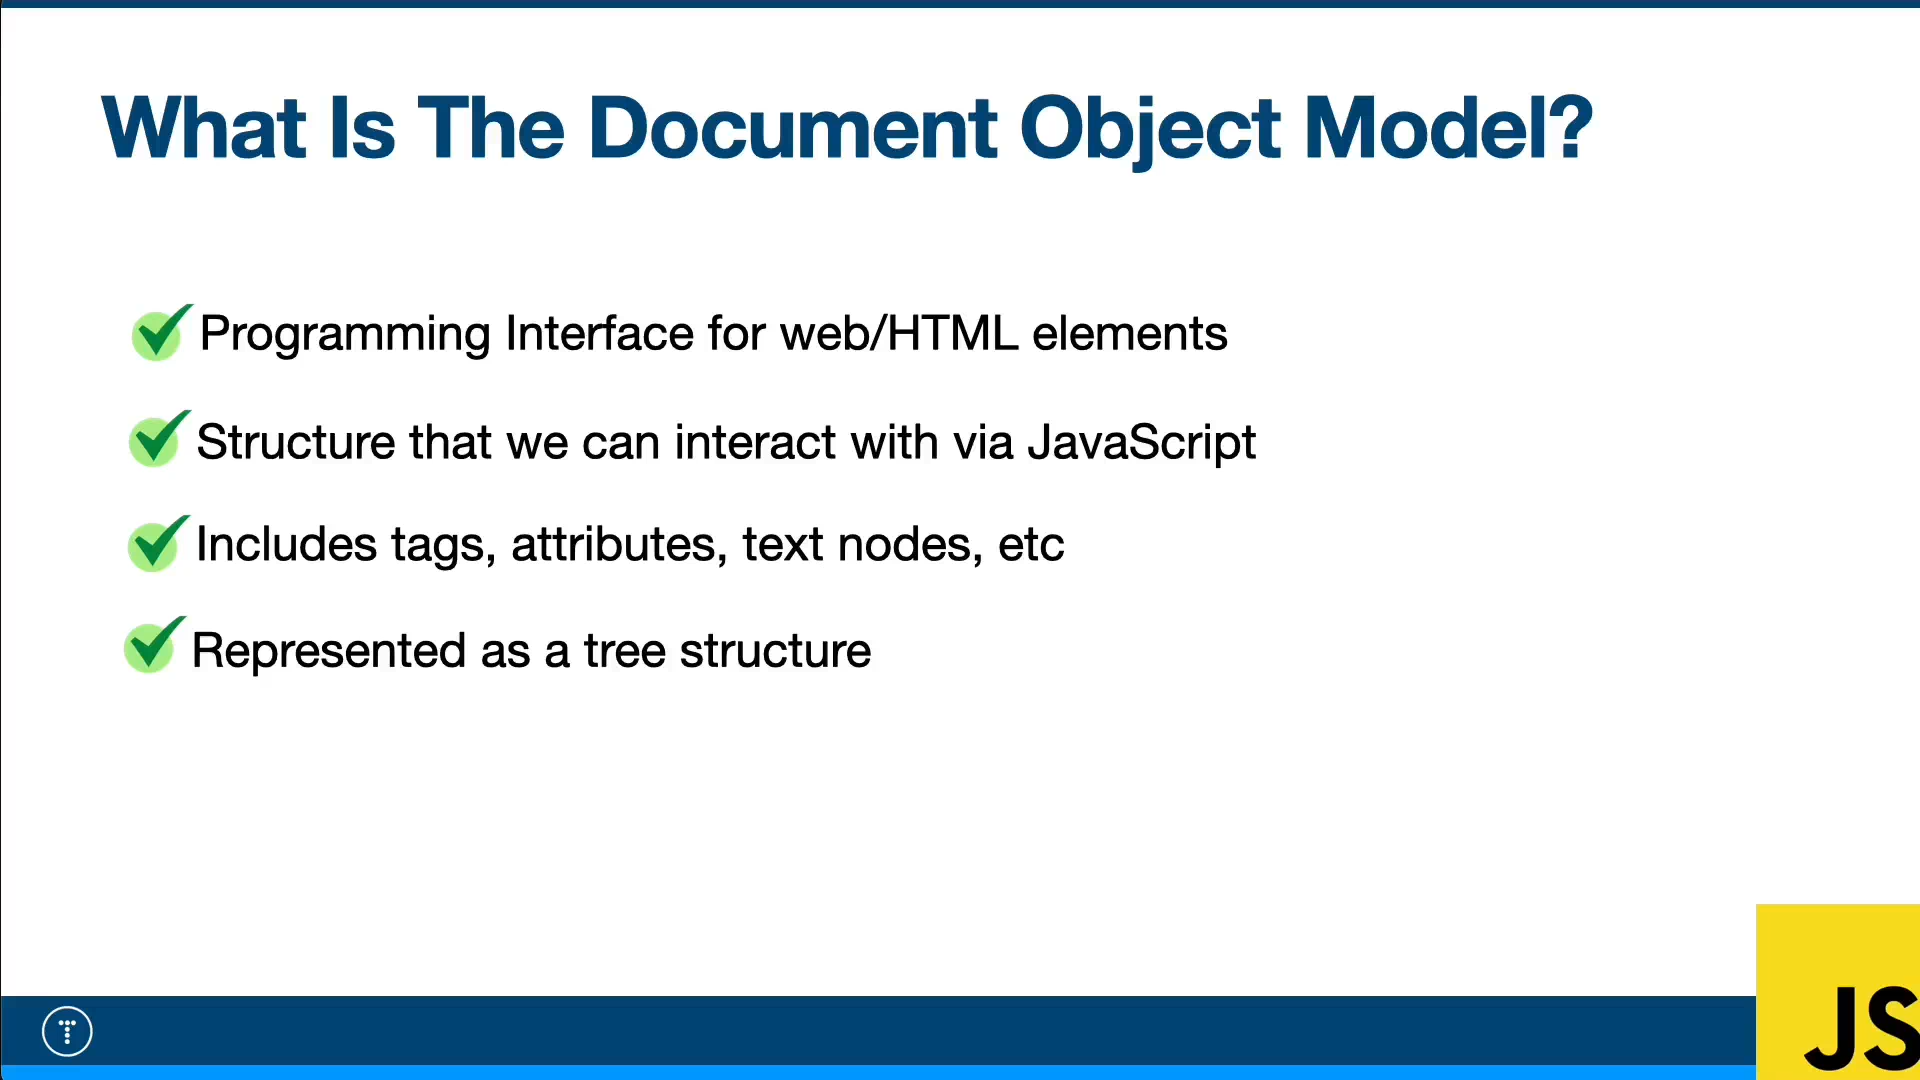 What Is The Document Object Model?
Programming Interface for web/HTML elements
Structure that we can interact with via JavaScript
Includes tags, attributes, text nodes, etc
Represented as a tree structure
JS